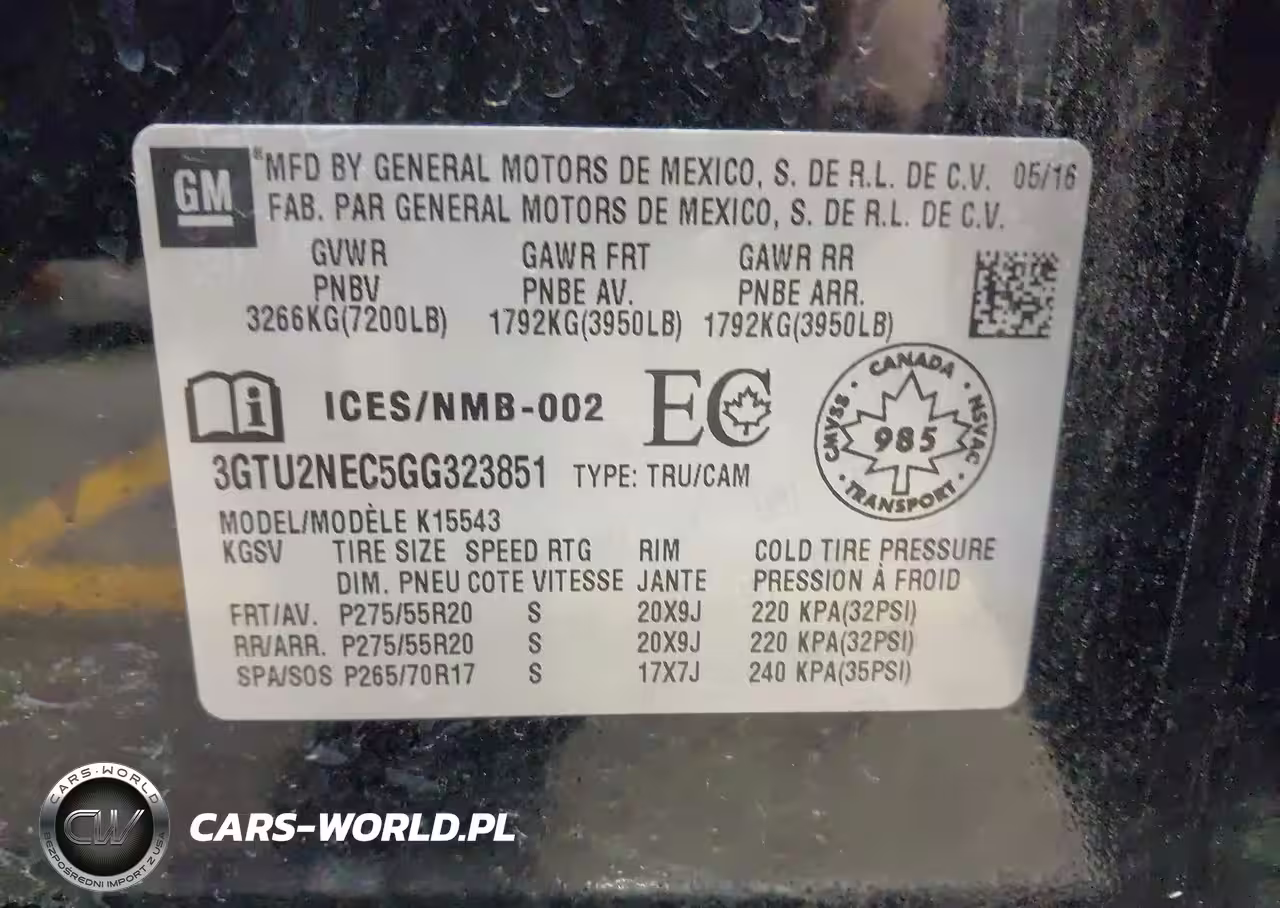 GM
®MFD BY GENERAL MOTORS DE MEXICO, S. DE R.L. DE C.V. 05/16
FAB. PAR GENERAL MOTORS DE MEXICO, S. DE R.L. DE C.V.
GVWR GAWR FRT GAWR RR
PNBV PNBE AV. PNBE ARR.
3266KG(7200LB) 1792KG(3950LB) 1792KG(3950LB)
i ICES/NMB-002 EC
CANADA
CMVSS 985 NSVAC
TRANSPORT
3GTU2NEC5GG323851 TYPE: TRU/CAM
MODEL/MODÈLE K15543
KGSV TIRE SIZE SPEED RTG RIM COLD TIRE PRESSURE
DIM. PNEU COTE VITESSE JANTE PRESSION À FROID
FRT/AV. P275/55R20 S 20X9J 220 KPA(32PSI)
RR/ARR. P275/55R20 S 20X9J 220 KPA(32PSI)
SPA/SOS P265/70R17 S 17X7J 240 KPA(35PSI)
CARS-WORLD
CW
BEZPOŚREDNI IMPORT Z USA
CARS-WORLD.PL